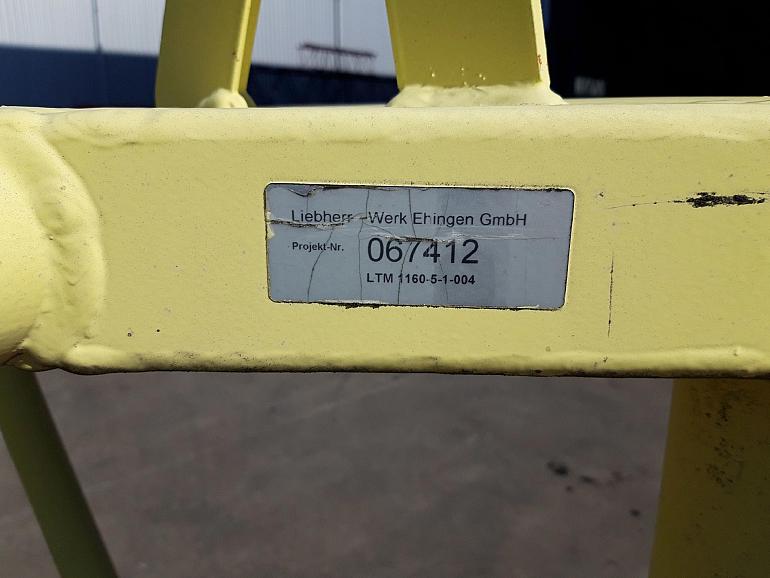 Liebherr - Werk Ehingen GmbH
Projekt-Nr. 067412
LTM 1160-5-1-004